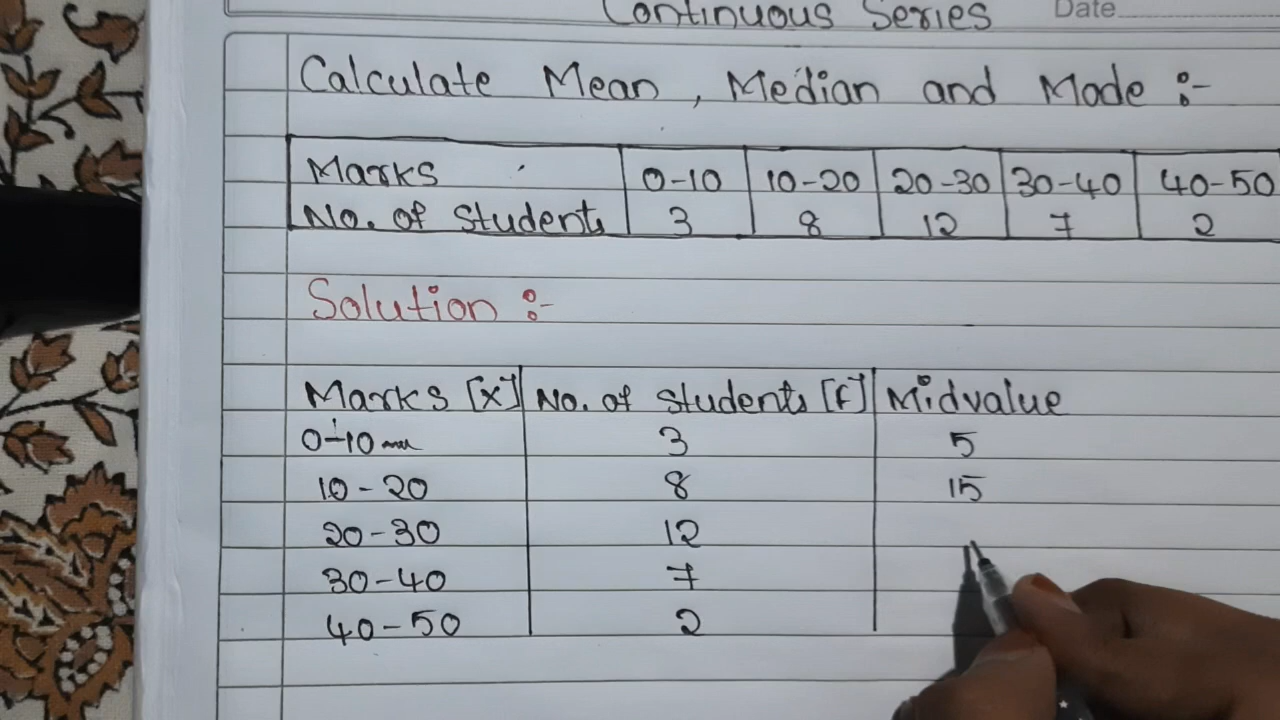 Continuous Series Date
Calculate Mean, Median and Mode :-
Marks 0-10 10-20 20-30 30-40 40-50
No. of Students 3 8 12 7 2
Solution :-
Marks [X] No. of Students [f] Midvalue
0-10 3 5
10-20 8 15
20-30 12
30-40 7
40-50 2